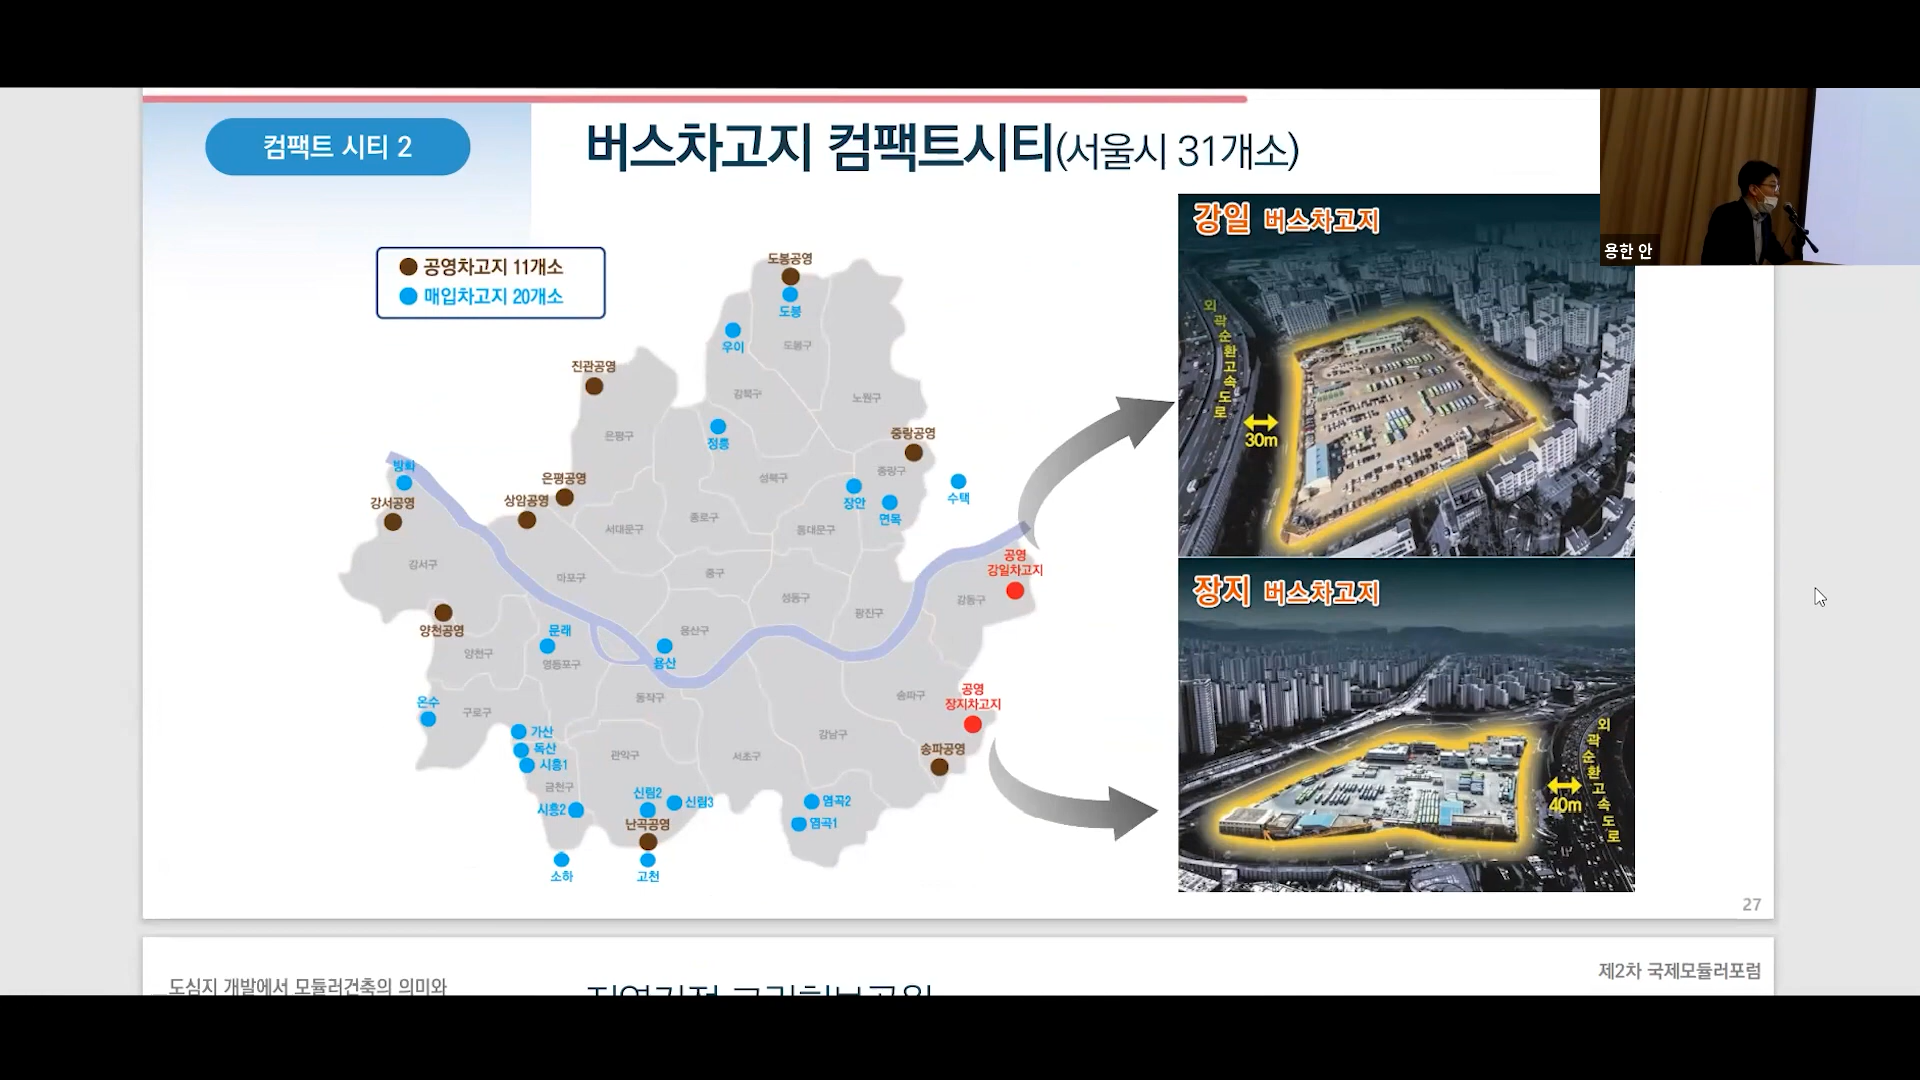 컴팩트 시티 2
버스차고지 컴팩트시티(서울시 31개소)
공영차고지 11개소
매입차고지 20개소
도봉공영
도봉
우이
도봉구
진관공영
강북구
노원구
은평구
정릉
중랑공영
중랑구
방화
은평공영
성북구
장안
수택
강서공영
상암공영
면목
종로구
서대문구
동대문구
공영
강일차고지
강서구
마포구
중구
성동구
광진구
강동구
양천공영
문래
용산구
양천구
영등포구
용산
공영
장지차고지
온수
구로구
동작구
송파구
가산
독산
시흥1
관악구
서초구
강남구
송파공영
금천구
시흥2
신림2
신림3
난곡공영
염곡2
염곡1
소하
고천
강일 버스차고지
외곽순환고속도로
30m
장지 버스차고지
외곽순환고속도로
40m
용한 안
27
도심지 개발에서 모듈러건축의 의미와
제2차 국제모듈러포럼